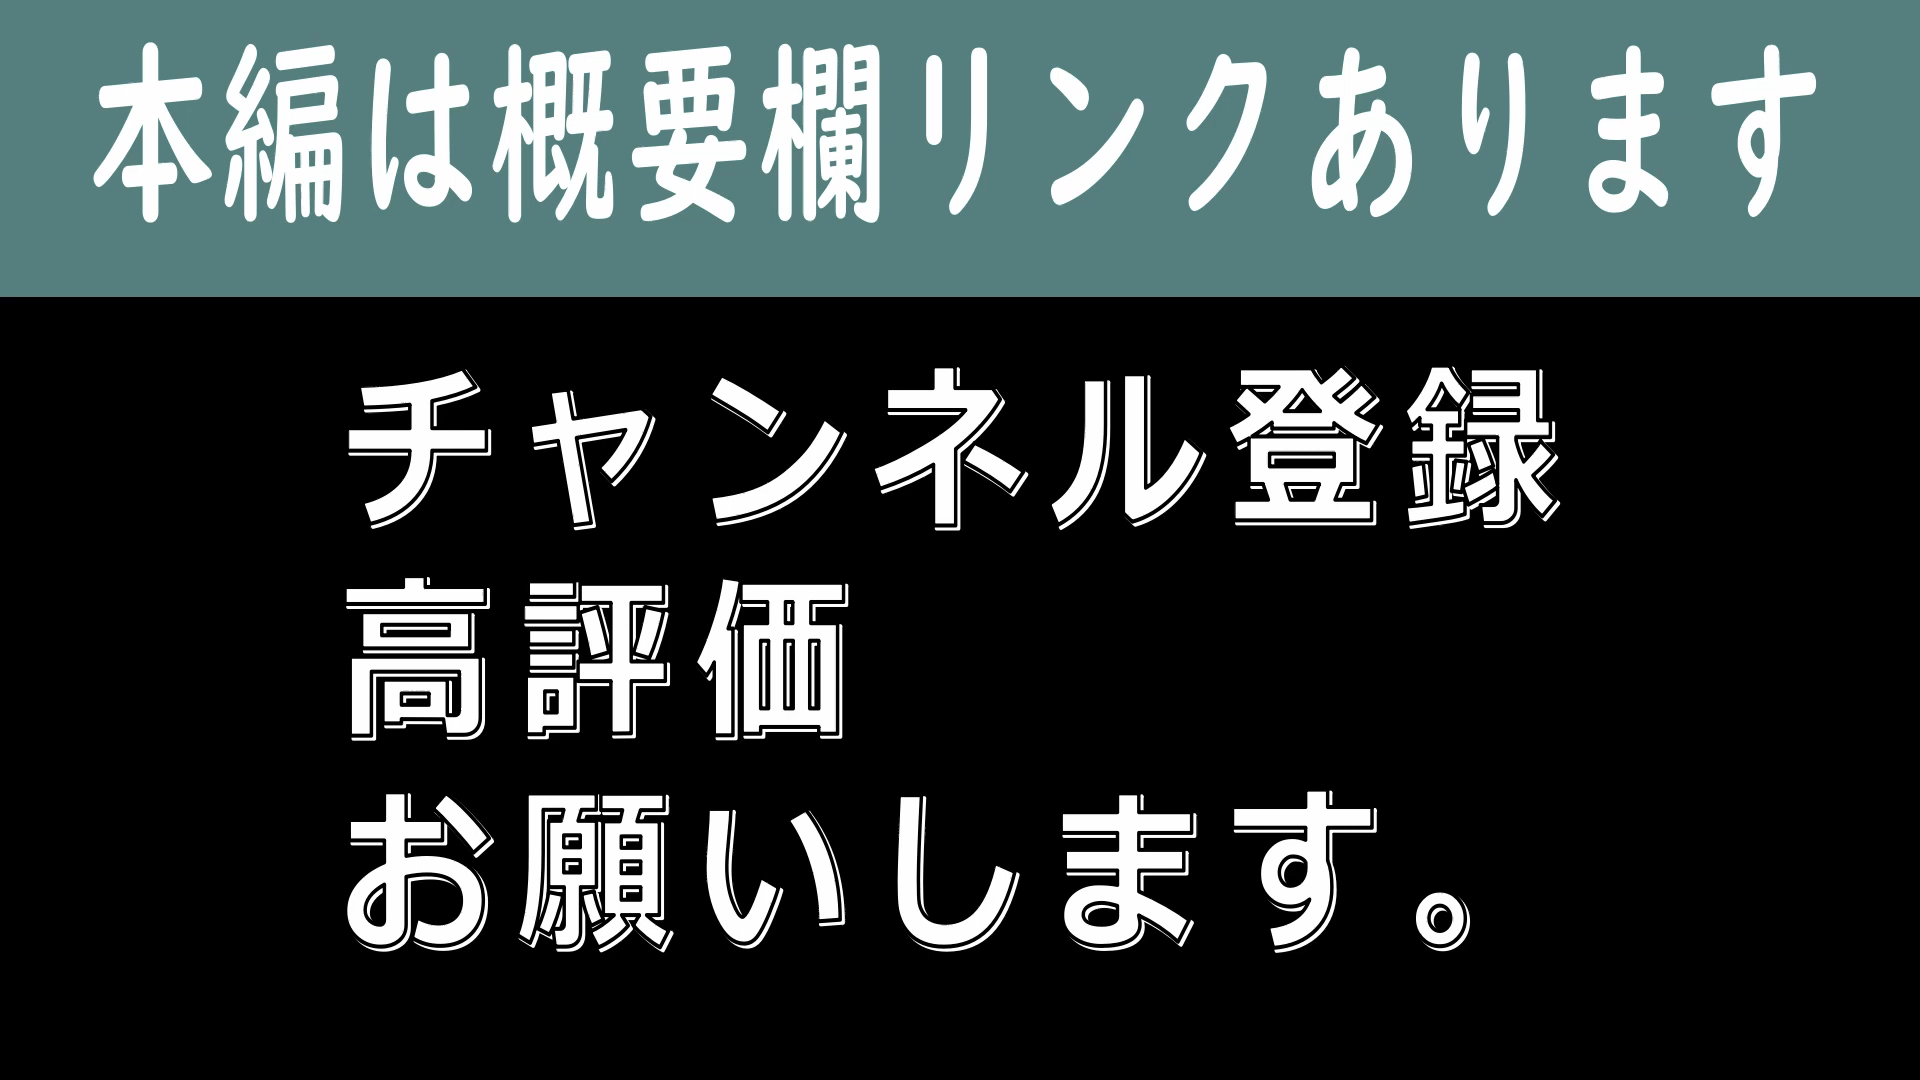 本編は概要欄リンクあります
チャンネル登録
高評価
お願いします。